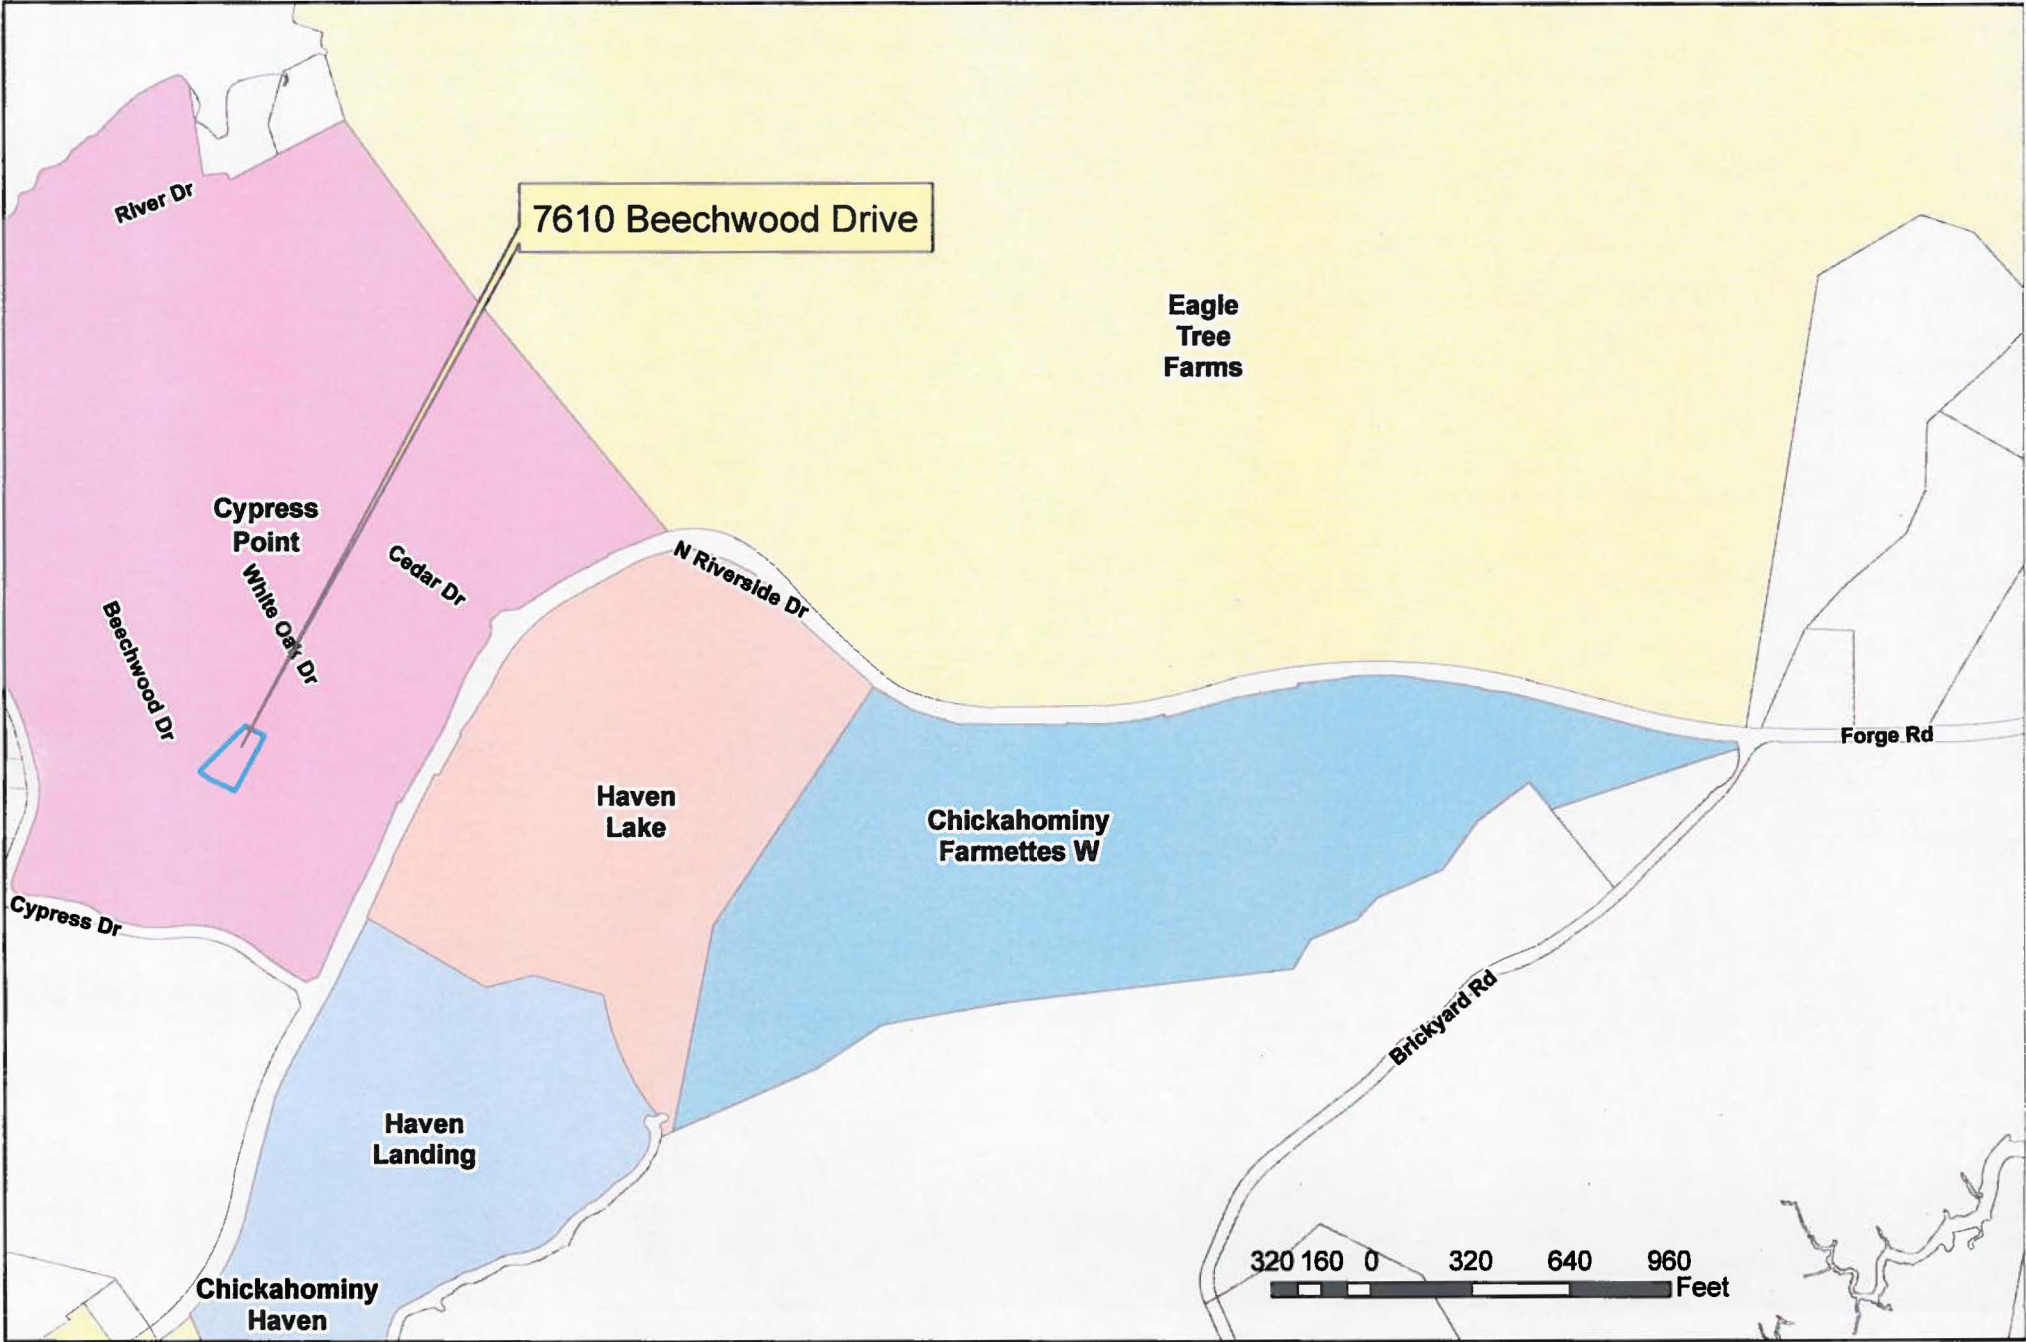 River Dr
7610 Beechwood Drive
Eagle
Tree
Farms
Cypress
Point
White Oak Dr
Cedar Dr
Beechwood Dr
N Riverside Dr
Forge Rd
Haven
Lake
Chickahominy
Farmettes W
Cypress Dr
Brickyard Rd
Haven
Landing
Chickahominy
Haven
320 160 0 320 640 960
Feet